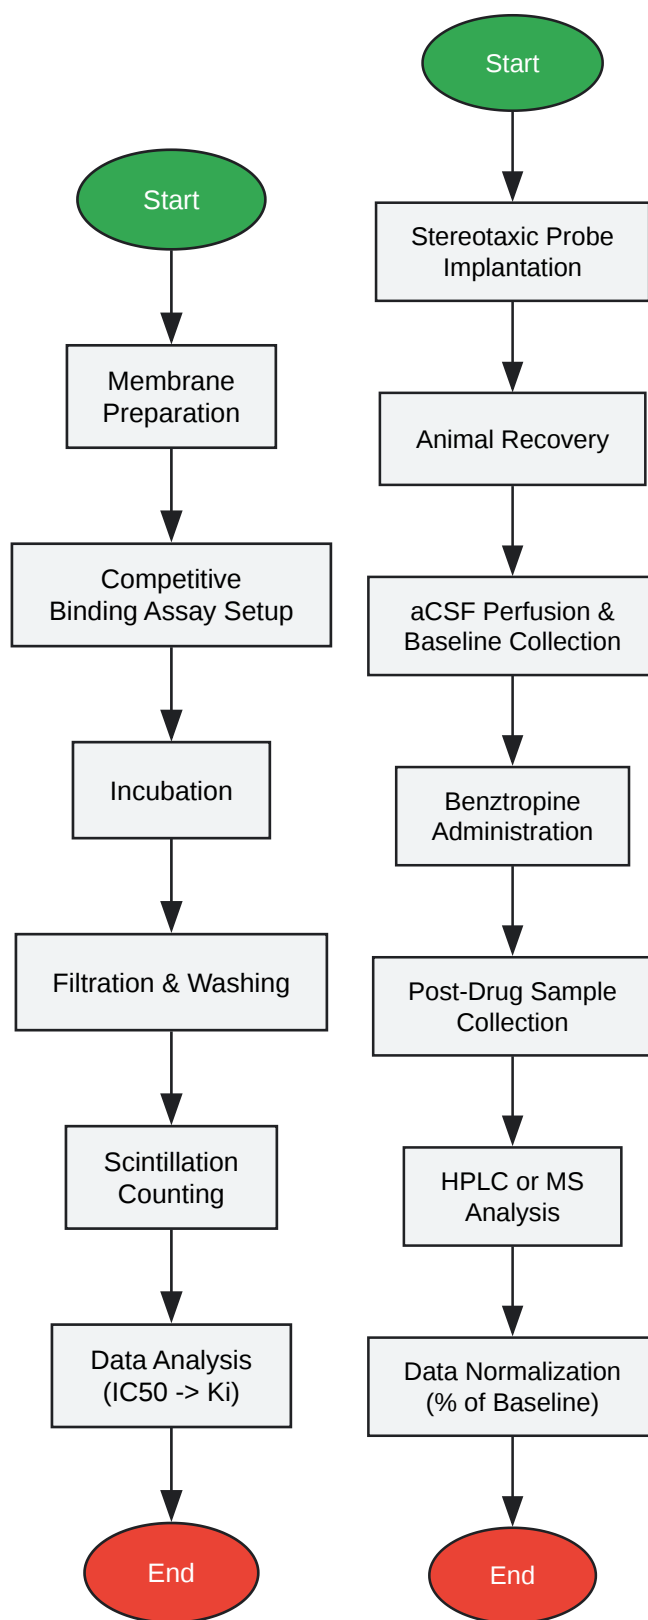 Start
Membrane
Preparation
Competitive
Binding Assay Setup
Incubation
Filtration & Washing
Scintillation
Counting
Data Analysis
(IC50 -> Ki)
End
Start
Stereotaxic Probe
Implantation
Animal Recovery
aCSF Perfusion &
Baseline Collection
Benztropine
Administration
Post-Drug Sample
Collection
HPLC or MS
Analysis
Data Normalization
(% of Baseline)
End